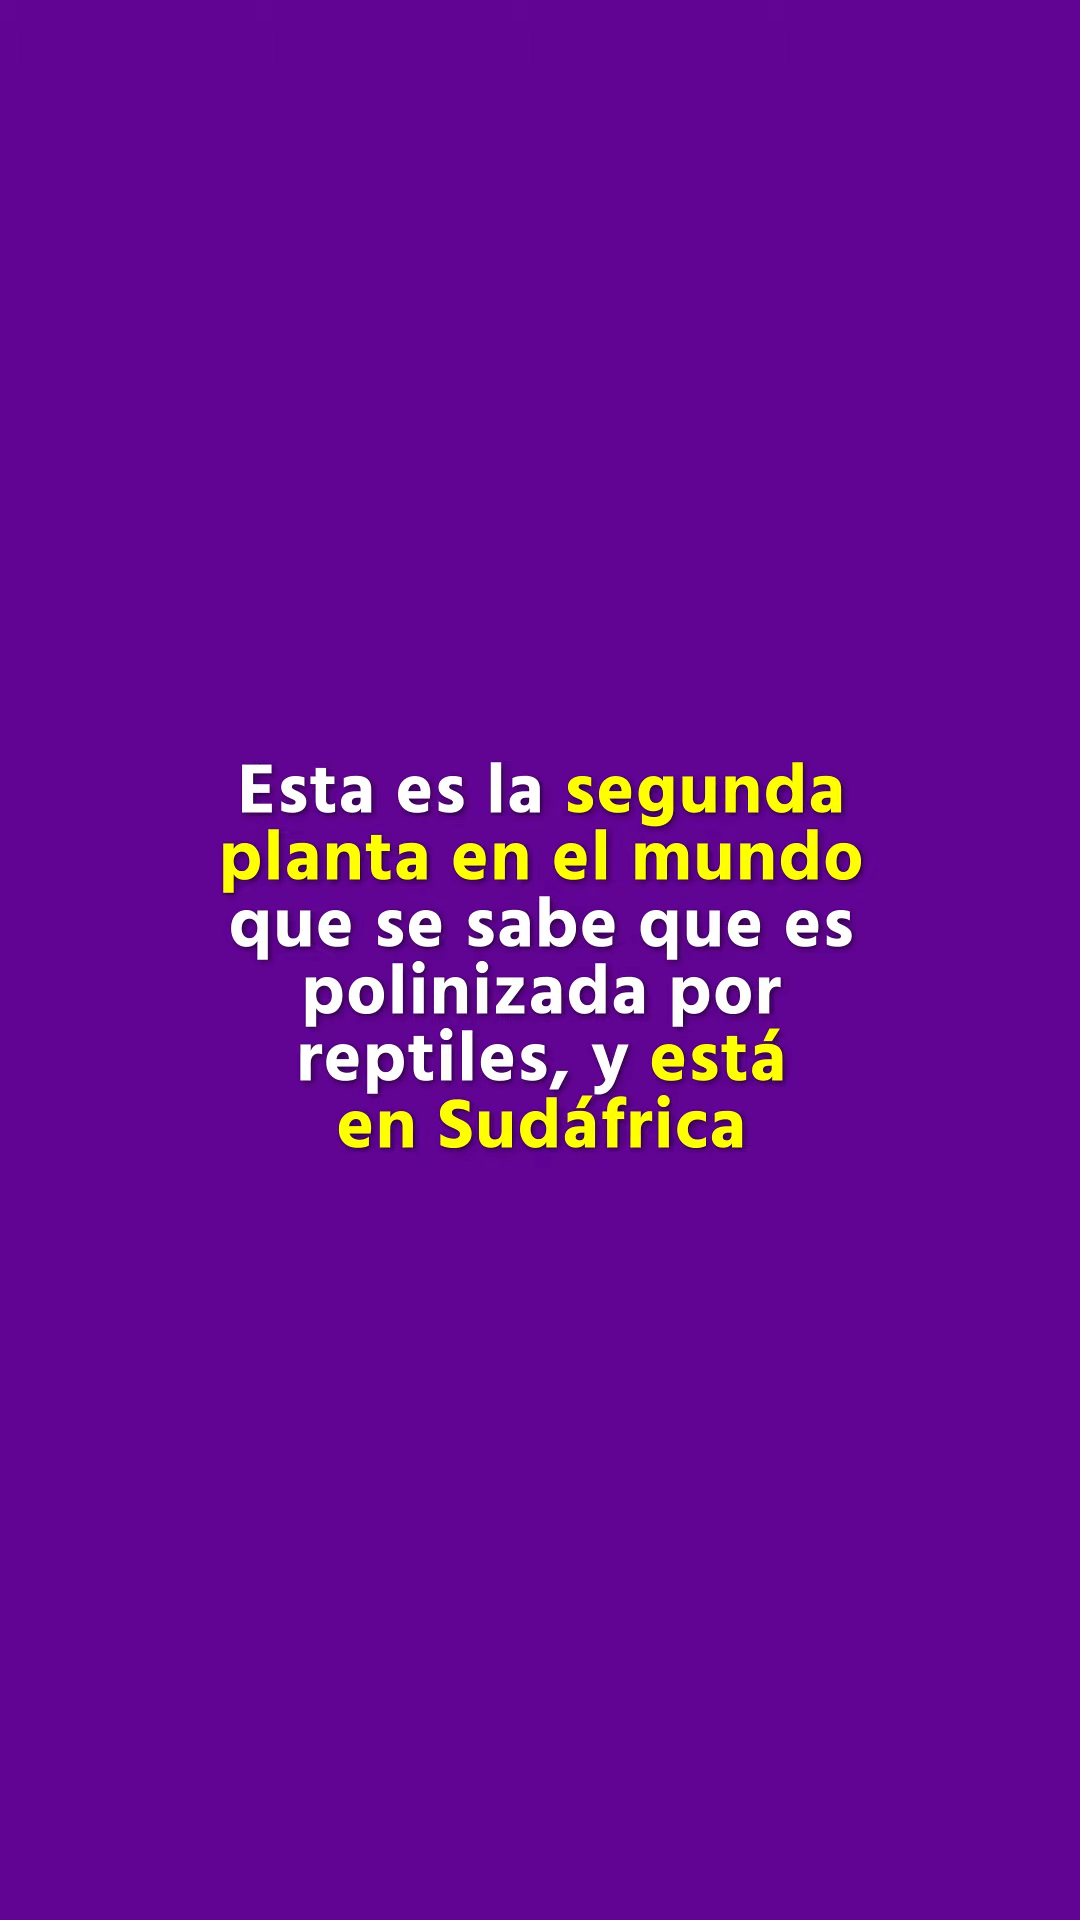 Esta es la segunda
planta en el mundo
que se sabe que es
polinizada por
reptiles, y está
en Sudáfrica